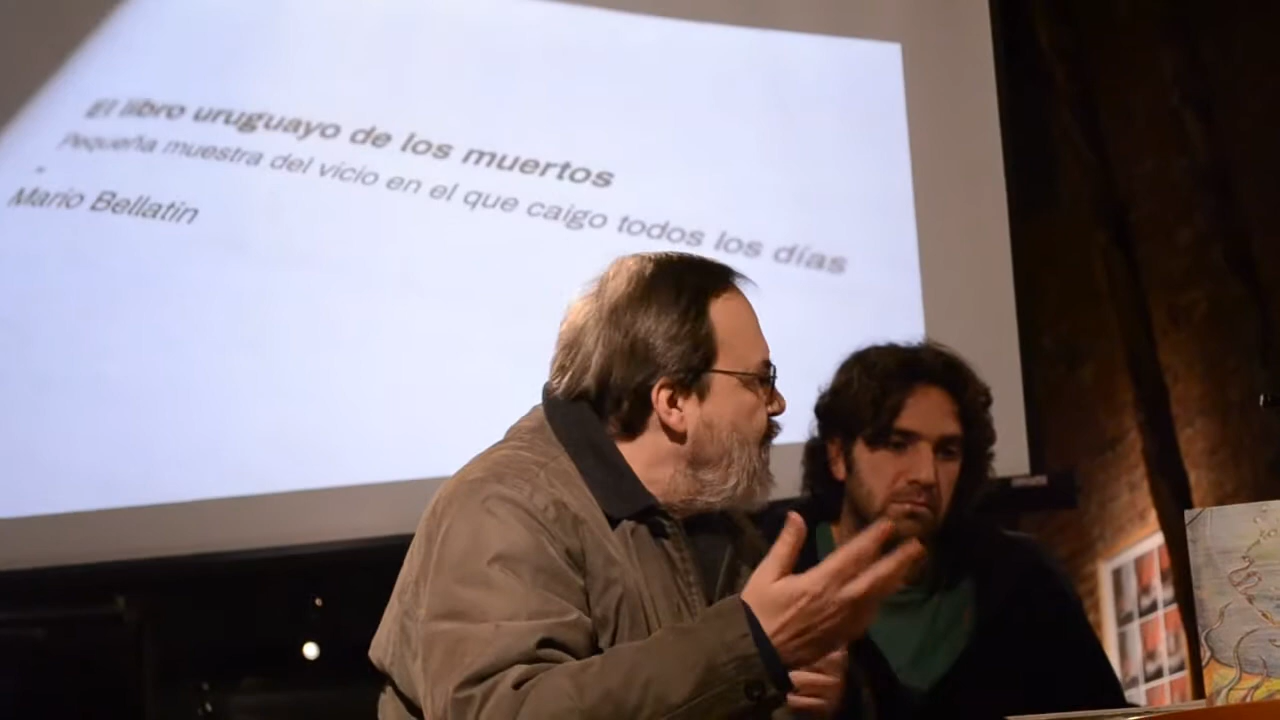 El libro uruguayo de los muertos
Pequeña muestra del vicio en el que caigo todos los días
Mario Bellatin